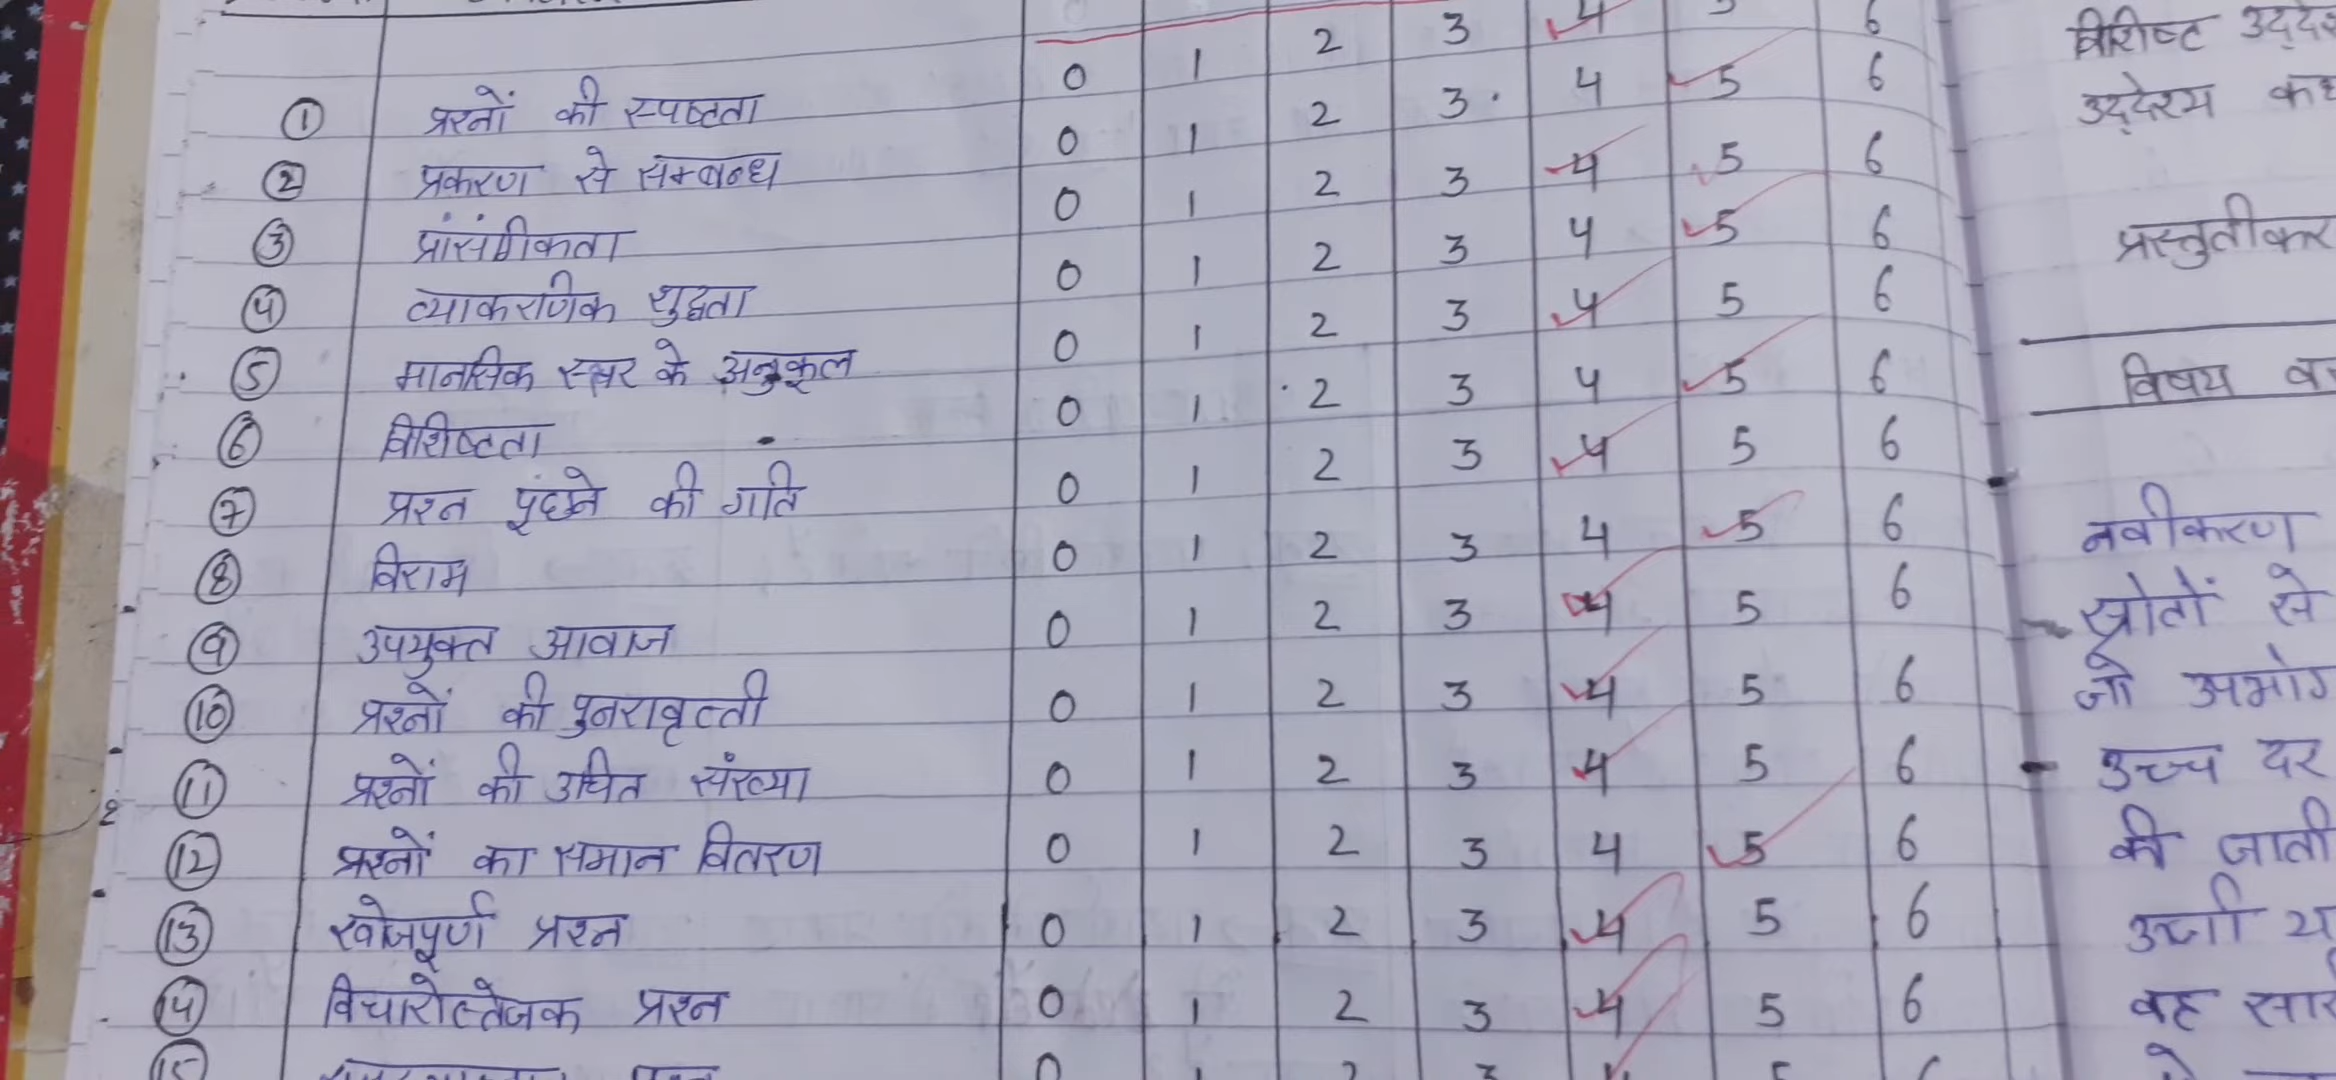 ① प्रश्नों की स्पष्टता 0 1 2 3 4 5 6
② प्रकरण से सम्बन्ध 0 1 2 3 4 5 6
③ प्रांसंगीकता 0 1 2 3 4 5 6
④ व्याकरणिक शुद्धता 0 1 2 3 4 5 6
⑤ मानसिक स्तर के अनुकूल 0 1 2 3 4 5 6
⑥ विशिष्टता 0 1 2 3 4 5 6
⑦ प्रश्न पूंछने की गति 0 1 2 3 4 5 6
⑧ विराम 0 1 2 3 4 5 6
⑨ उपयुक्त आवाज 0 1 2 3 4 5 6
⑩ प्रश्नों की पुनरावृत्ती 0 1 2 3 4 5 6
⑪ प्रश्नों की उचित संख्या 0 1 2 3 4 5 6
⑫ प्रश्नों का समान वितरण 0 1 2 3 4 5 6
⑬ खोजपूर्ण प्रश्न 0 1 2 3 4 5 6
⑭ विचारोत्तेजक प्रश्न 0 1 2 3 4 5 6
⑮ प्रश्न 0 1 2 3 4 5 6
विशिष्ट
उद्देश्य
विषय
नवीकरण
स्रोतों से
जो
उच्च दर
की जाती
वह